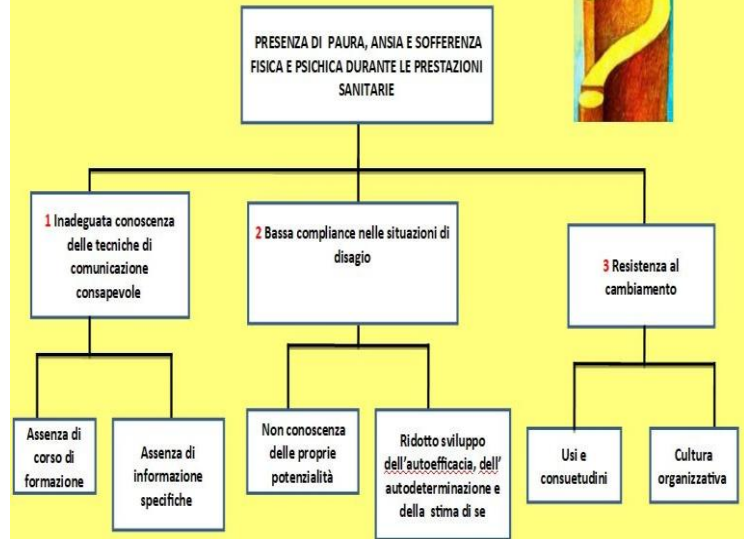 PRESENZA DI PAURA, ANSIA E SOFFERENZA
FISICA E PSICHICA DURANTE LE PRESTAZIONI
SANITARIE
1 Inadeguata conoscenza
delle tecniche di
comunicazione
consapevole
2 Bassa compliance nelle situazioni di
disagio
3 Resistenza al
cambiamento
Assenza di
corso di
formazione
Assenza di
informazione
specifiche
Non conoscenza
delle proprie
potenzialità
Ridotto sviluppo
dell'autoefficacia, dell'
autodeterminazione e
della stima di se
Usi e
consuetudini
Cultura
organizzativa